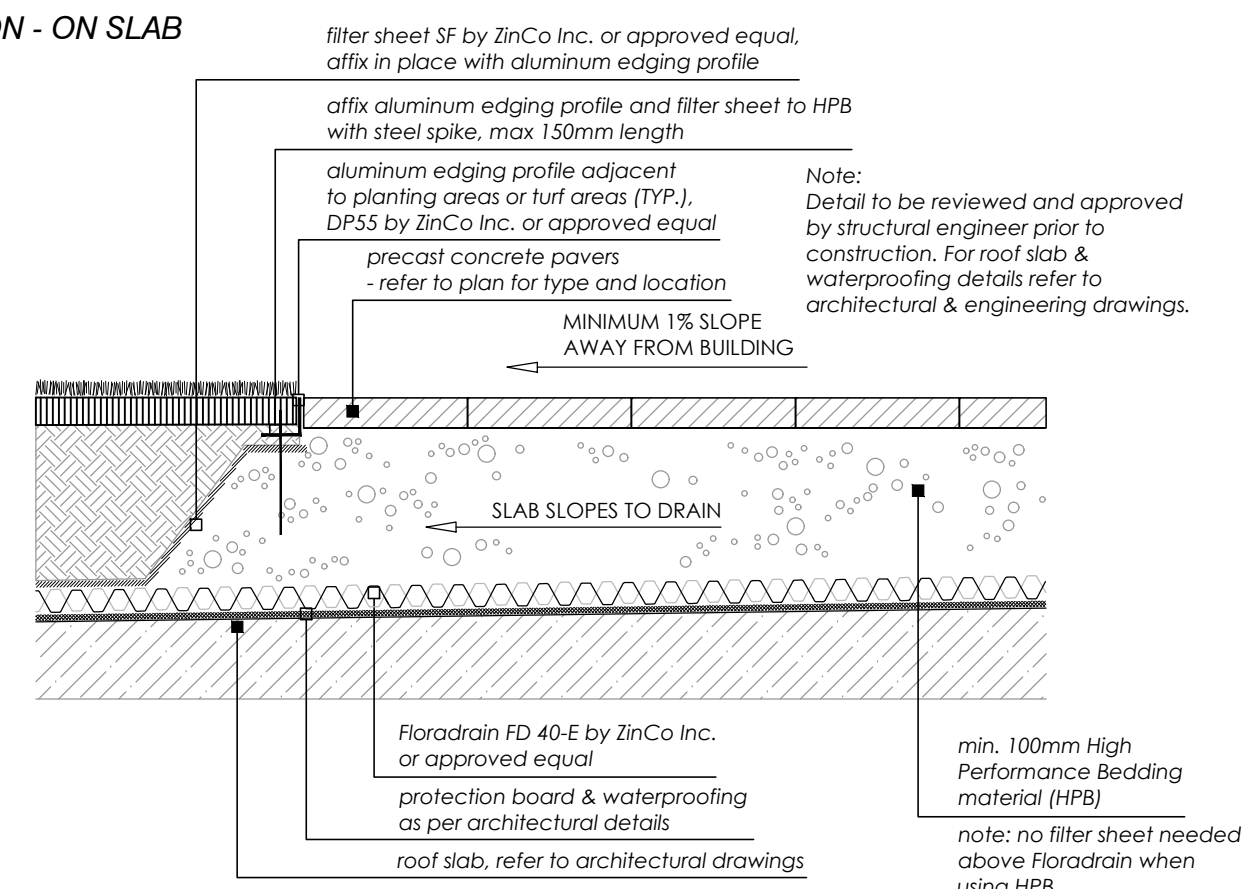 ON - ON SLAB
filter sheet SF by ZinCo Inc. or approved equal,
affix in place with aluminum edging profile
affix aluminum edging profile and filter sheet to HPB
with steel spike, max 150mm length
aluminum edging profile adjacent
to planting areas or turf areas (TYP.),
DP55 by ZinCo Inc. or approved equal
precast concrete pavers
- refer to plan for type and location
Note:
Detail to be reviewed and approved
by structural engineer prior to
construction. For roof slab &
waterproofing details refer to
architectural & engineering drawings.
MINIMUM 1% SLOPE
AWAY FROM BUILDING
SLAB SLOPES TO DRAIN
Floradrain FD 40-E by ZinCo Inc.
or approved equal
protection board & waterproofing
as per architectural details
roof slab, refer to architectural drawings
min. 100mm High
Performance Bedding
material (HPB)
note: no filter sheet needed
above Floradrain when
using HPB